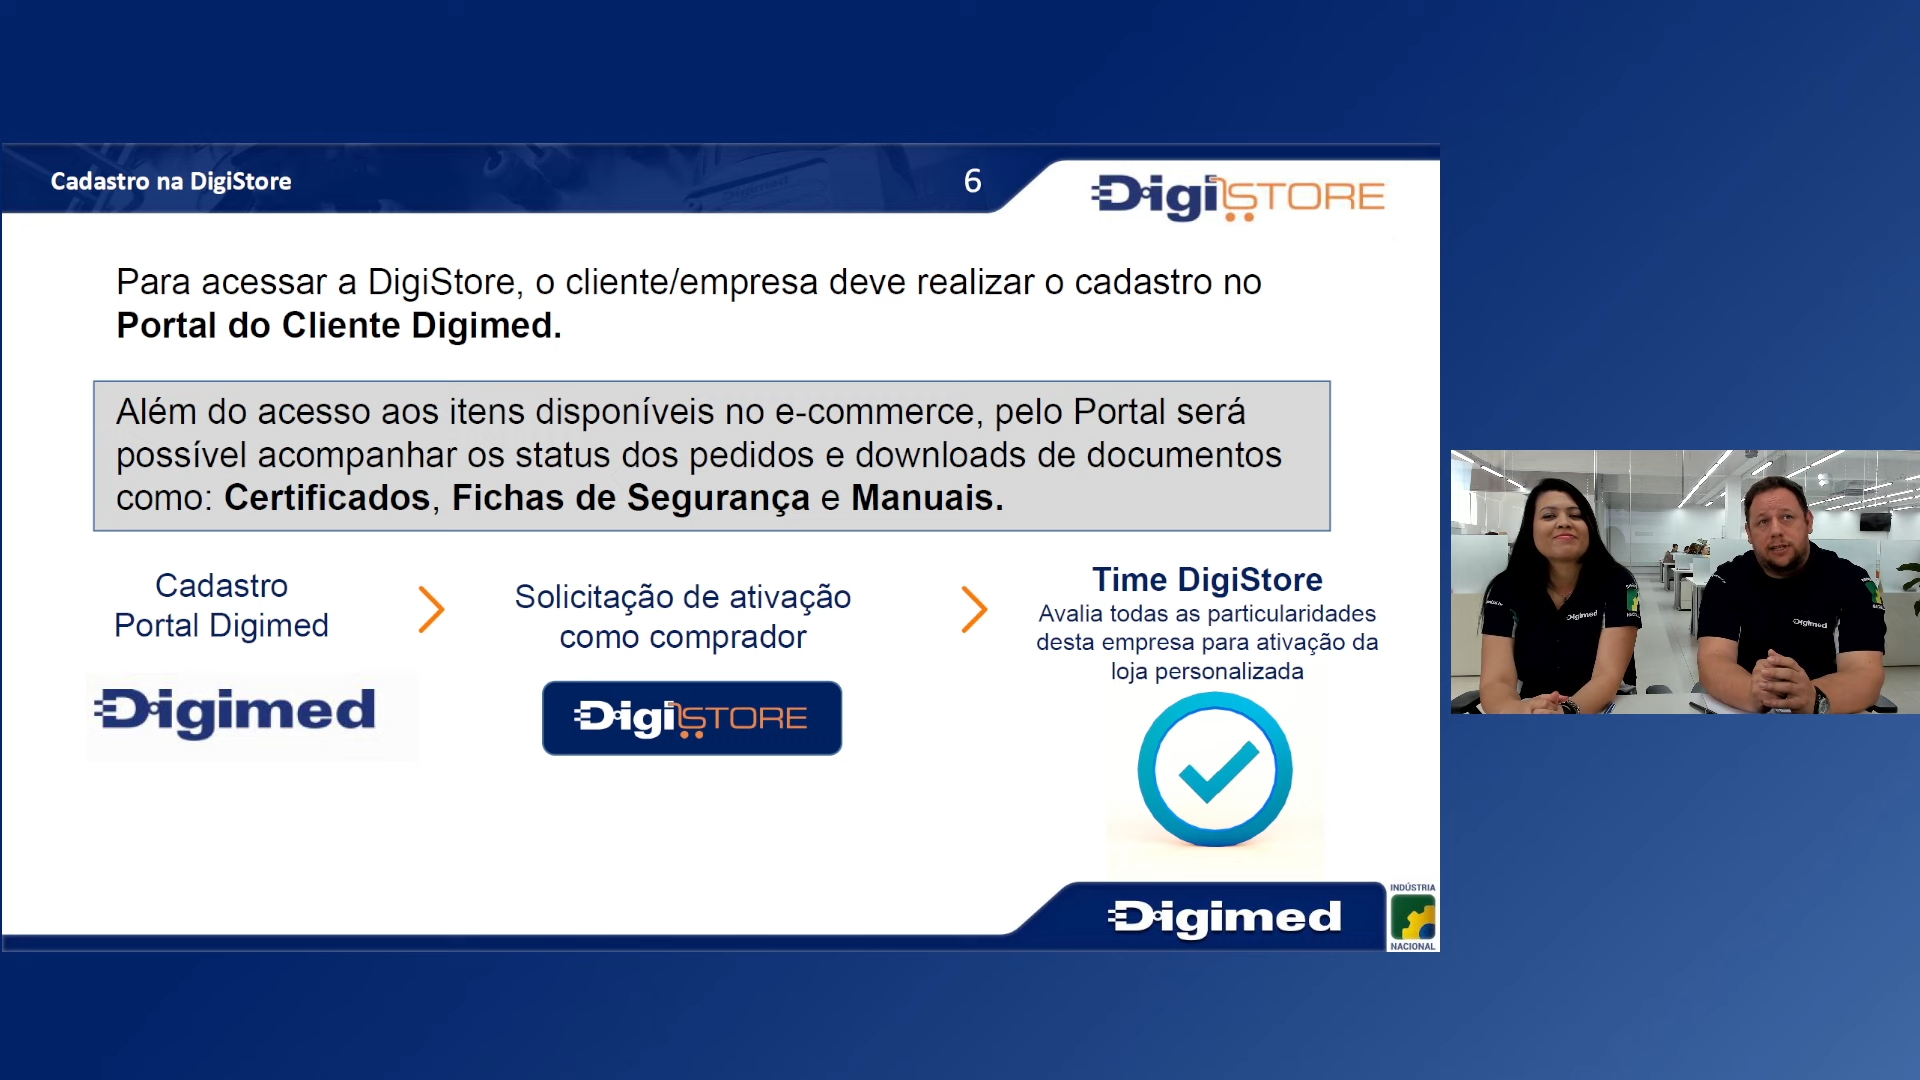 Cadastro na DigiStore
6
DigiSTORE
Para acessar a DigiStore, o cliente/empresa deve realizar o cadastro no
Portal do Cliente Digimed.
Além do acesso aos itens disponíveis no e-commerce, pelo Portal será
possível acompanhar os status dos pedidos e downloads de documentos
como: Certificados, Fichas de Segurança e Manuais.
Cadastro
Portal Digimed
Digimed
Solicitação de ativação
como comprador
DigiSTORE
Time DigiStore
Avalia todas as particularidades
desta empresa para ativação da
loja personalizada
Digimed
INDÚSTRIA
NACIONAL
Digimed
Digimed